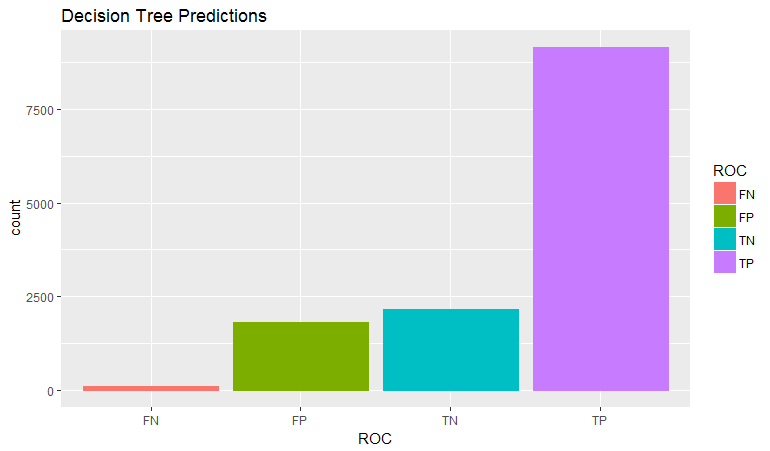 Decision Tree Predictions
count
7500
5000
2500
0
FN
FP
TN
TP
ROC
ROC
FN
FP
TN
TP